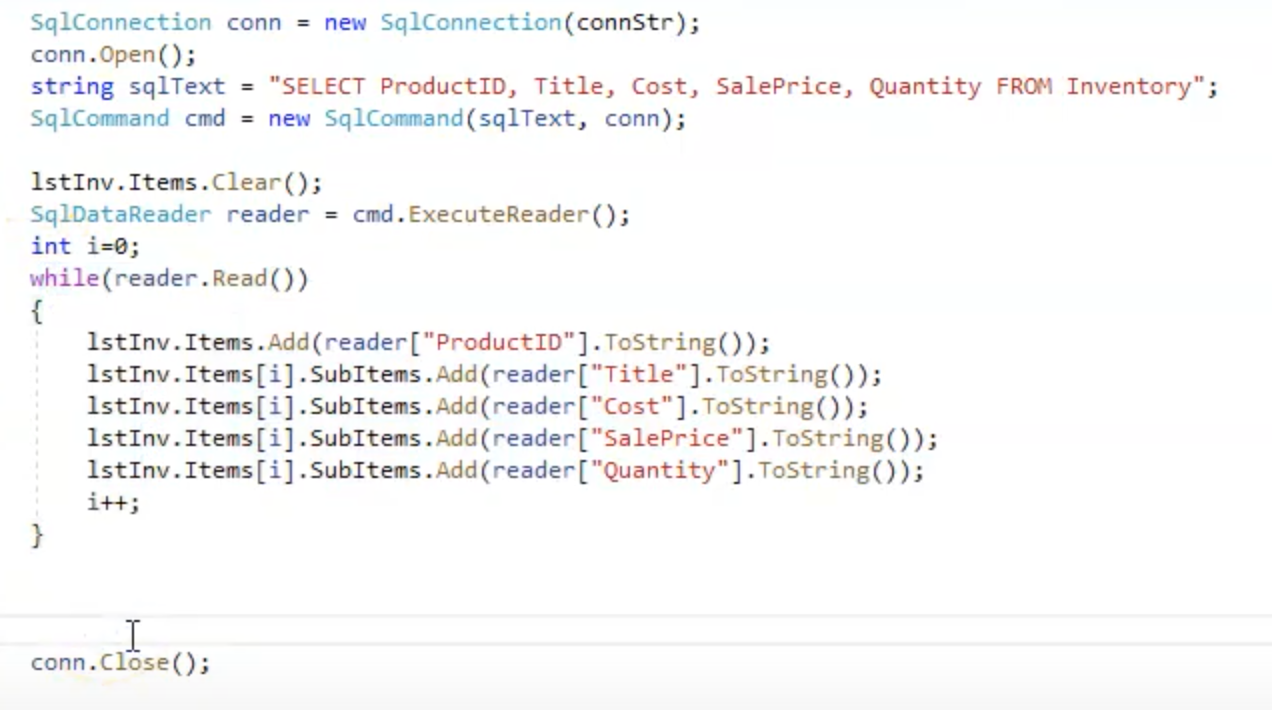 SqlConnection conn = new SqlConnection(connStr);
conn.Open();
string sqlText = "SELECT ProductID, Title, Cost, SalePrice, Quantity FROM Inventory";
SqlCommand cmd = new SqlCommand(sqlText, conn);
lstInv.Items.Clear();
SqlDataReader reader = cmd.ExecuteReader();
int i=0;
while(reader.Read())
{
lstInv.Items.Add(reader["ProductID"].ToString());
lstInv.Items[i].SubItems.Add(reader["Title"].ToString());
lstInv.Items[i].SubItems.Add(reader["Cost"].ToString());
lstInv.Items[i].SubItems.Add(reader["SalePrice"].ToString());
lstInv.Items[i].SubItems.Add(reader["Quantity"].ToString());
i++;
}
conn.Close();